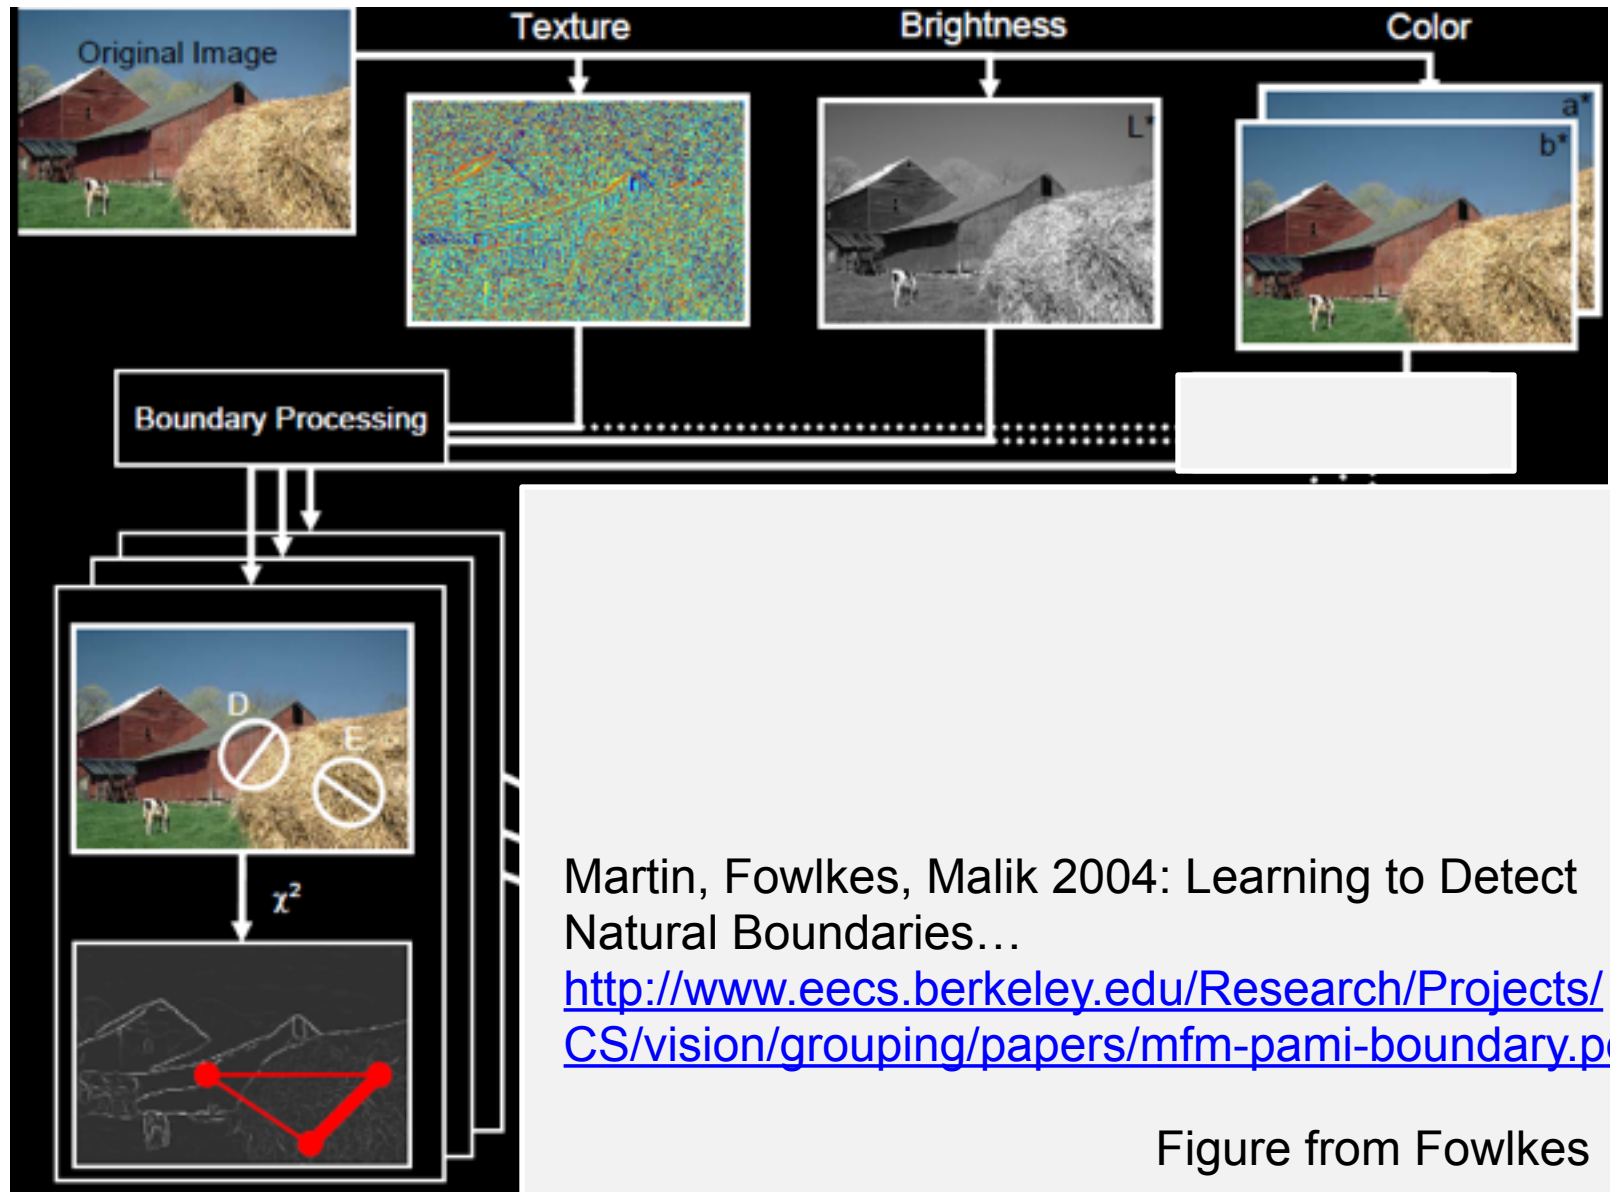 Original Image
Texture
Brightness
Color
L*
a*
b*
Boundary Processing
D
E
χ²
Martin, Fowlkes, Malik 2004: Learning to Detect
Natural Boundaries…
http://www.eecs.berkeley.edu/Research/Projects/
CS/vision/grouping/papers/mfm-pami-boundary.p
Figure from Fowlkes